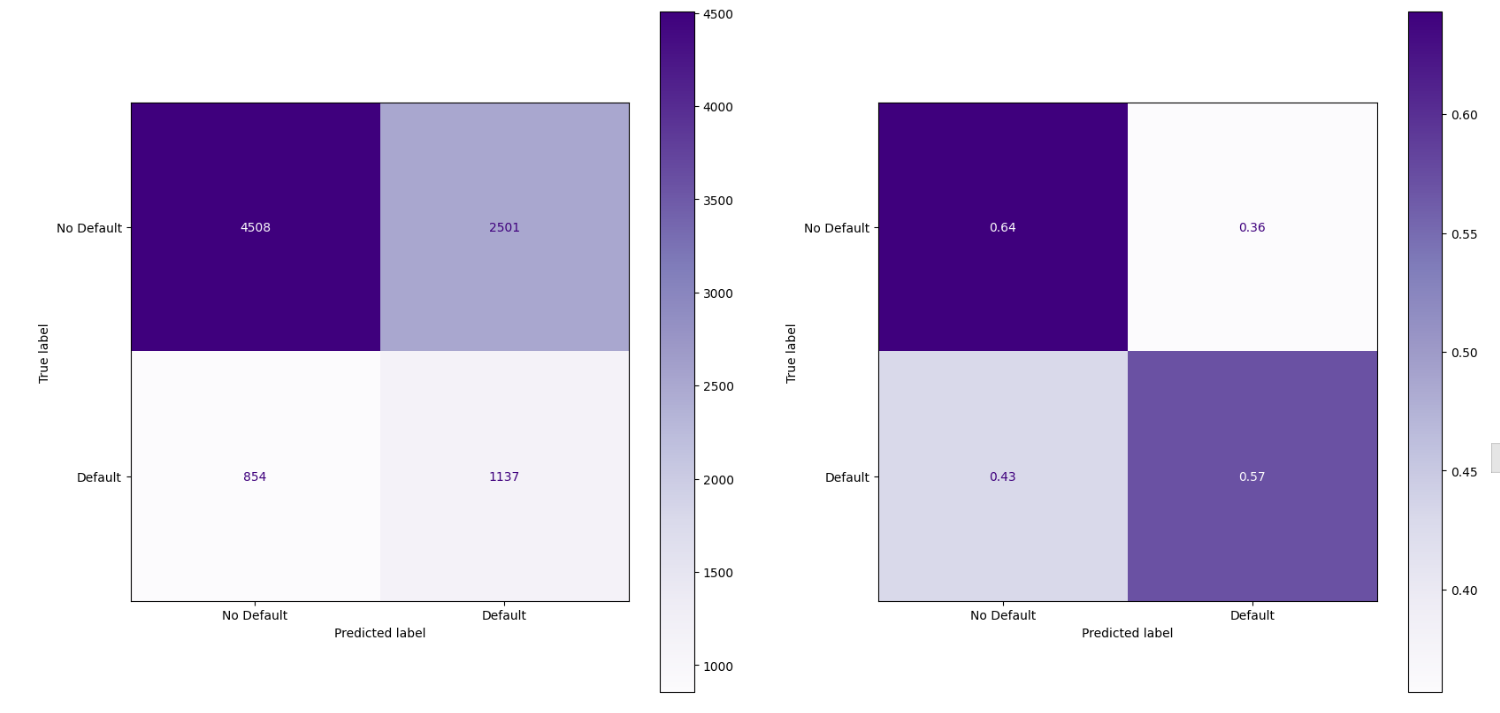 4500
4000
3500
3000
2500
2000
1500
1000
No Default
Default
4508
2501
854
1137
No Default
Default
Predicted label
True label
0.60
0.55
0.50
0.45
0.40
No Default
Default
0.64
0.36
0.43
0.57
No Default
Default
Predicted label
True label